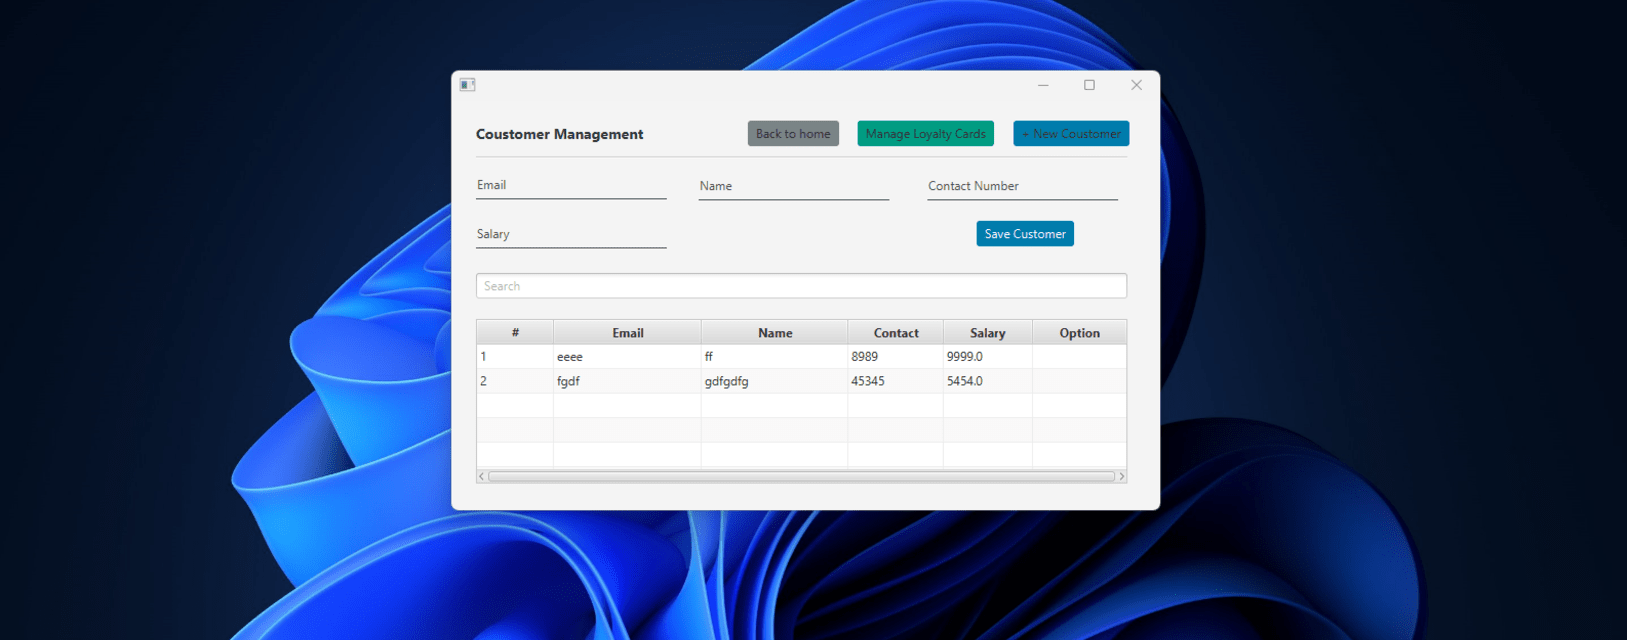 Coustomer Management Back to home Manage Loyalty Cards + New Coustomer
Email Name Contact Number
Salary Save Customer
Search
# Email Name Contact Salary Option
1 eeee ff 8989 9999.0
2 fgdf gdfgdfg 45345 5454.0